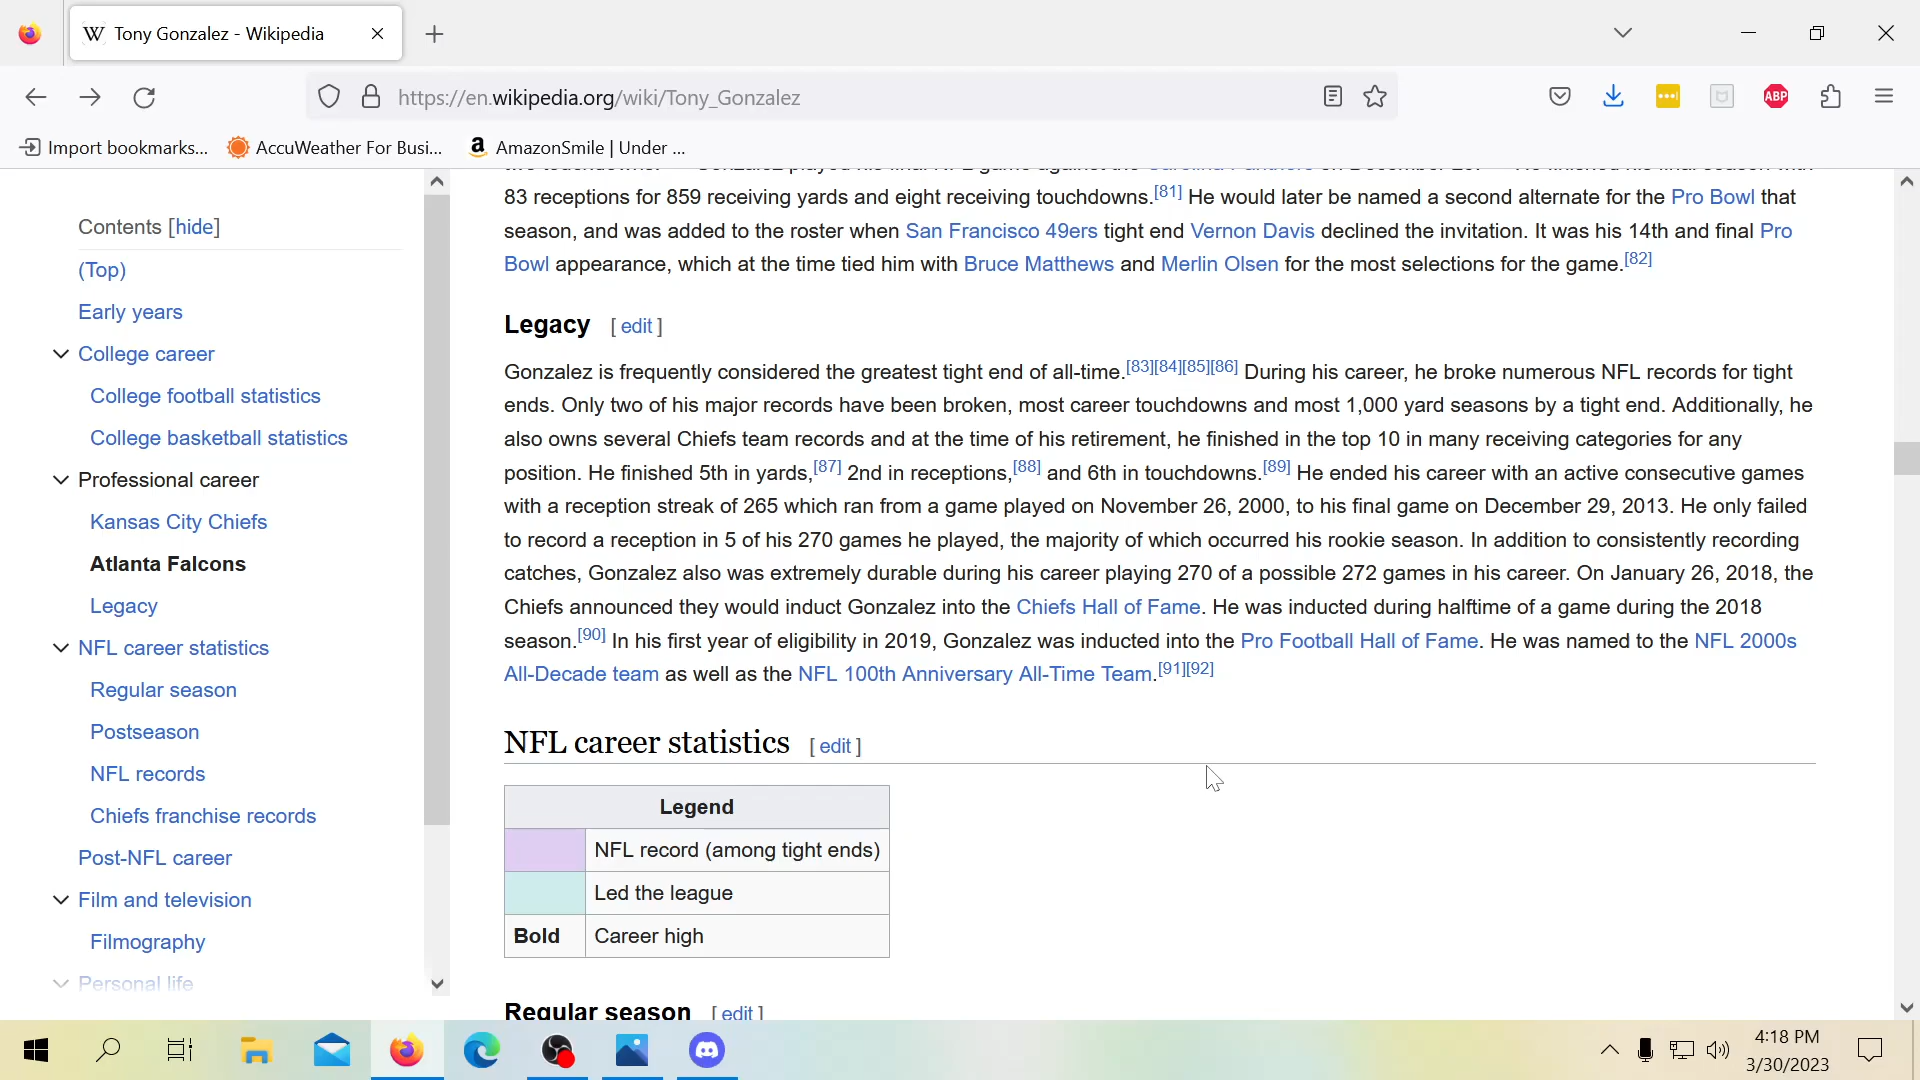 Tony Gonzalez - Wikipedia
https://en.wikipedia.org/wiki/Tony_Gonzalez
ABP
Import bookmarks...
AccuWeather For Busi...
AmazonSmile | Under ...
Contents [hide]
(Top)
Early years
College career
College football statistics
College basketball statistics
Professional career
Kansas City Chiefs
Atlanta Falcons
Legacy
NFL career statistics
Regular season
Postseason
NFL records
Chiefs franchise records
Post-NFL career
Film and television
Filmography
Personal life
83 receptions for 859 receiving yards and eight receiving touchdowns.[81] He would later be named a second alternate for the Pro Bowl that
season, and was added to the roster when San Francisco 49ers tight end Vernon Davis declined the invitation. It was his 14th and final Pro
Bowl appearance, which at the time tied him with Bruce Matthews and Merlin Olsen for the most selections for the game.[82]
Legacy [ edit ]
Gonzalez is frequently considered the greatest tight end of all-time.[83][84][85][86] During his career, he broke numerous NFL records for tight
ends. Only two of his major records have been broken, most career touchdowns and most 1,000 yard seasons by a tight end. Additionally, he
also owns several Chiefs team records and at the time of his retirement, he finished in the top 10 in many receiving categories for any
position. He finished 5th in yards,[87] 2nd in receptions,[88] and 6th in touchdowns.[89] He ended his career with an active consecutive games
with a reception streak of 265 which ran from a game played on November 26, 2000, to his final game on December 29, 2013. He only failed
to record a reception in 5 of his 270 games he played, the majority of which occurred his rookie season. In addition to consistently recording
catches, Gonzalez also was extremely durable during his career playing 270 of a possible 272 games in his career. On January 26, 2018, the
Chiefs announced they would induct Gonzalez into the Chiefs Hall of Fame. He was inducted during halftime of a game during the 2018
season.[90] In his first year of eligibility in 2019, Gonzalez was inducted into the Pro Football Hall of Fame. He was named to the NFL 2000s
All-Decade team as well as the NFL 100th Anniversary All-Time Team.[91][92]
NFL career statistics [ edit ]
Legend
NFL record (among tight ends)
Led the league
Bold Career high
Regular season [ edit ]
4:18 PM
3/30/2023